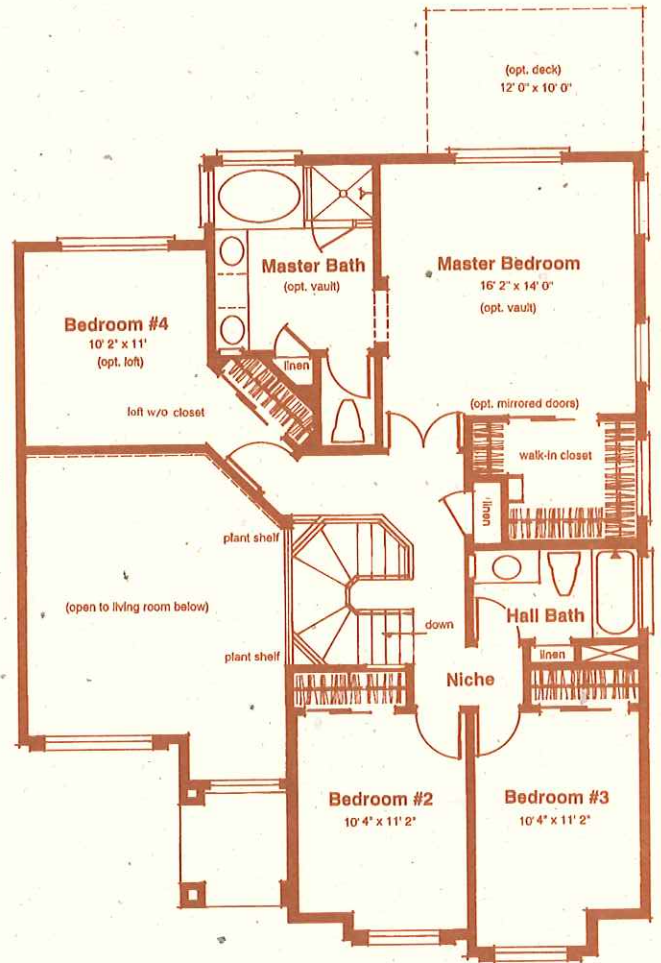 (opt. deck)
12' 0" x 10' 0"
Master Bath
(opt. vault)
Master Bedroom
16' 2" x 14' 0"
(opt. vault)
Bedroom #4
10' 2" x 11'
(opt. loft)
linen
loft w/o closet
(opt. mirrored doors)
walk-in closet
linen
plant shelf
(open to living room below)
down
Hall Bath
linen
plant shelf
Niche
Bedroom #2
10' 4" x 11' 2"
Bedroom #3
10' 4" x 11' 2"